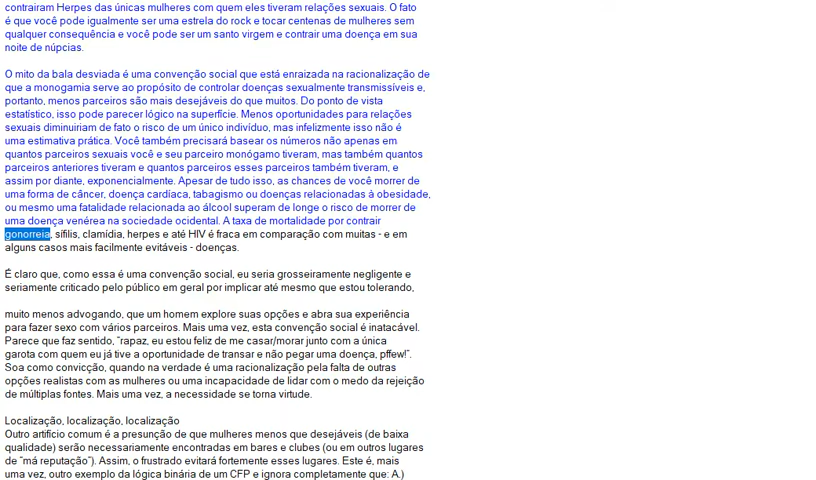 contrairam Herpes das únicas mulheres com quem eles tiveram relações sexuais. O fato
é que você pode igualmente ser uma estrela do rock e tocar centenas de mulheres sem
qualquer consequência e você pode ser um santo virgem e contrair uma doença em sua
noite de núpcias.
O mito da bala desviada é uma convenção social que está enraizada na racionalização de
que a monogamia serve ao propósito de controlar doenças sexualmente transmissíveis e,
portanto, menos parceiros são mais desejáveis do que muitos. Do ponto de vista
estatístico, isso pode parecer lógico na superfície. Menos oportunidades para relações
sexuais diminuiriam de fato o risco de um único indivíduo, mas infelizmente isso não é
uma estimativa prática. Você também precisará basear os números não apenas em
quantos parceiros sexuais você e seu parceiro monógamo tiveram, mas também quantos
parceiros anteriores tiveram e quantos parceiros esses parceiros também tiveram, e
assim por diante, exponencialmente. Apesar de tudo isso, as chances de você morrer de
uma forma de câncer, doença cardíaca, tabagismo ou doenças relacionadas à obesidade,
ou mesmo uma fatalidade relacionada ao álcool superam de longe o risco de morrer de
uma doença venérea na sociedade ocidental. A taxa de mortalidade por contrair
gonorreia, sífilis, clamídia, herpes e até HIV é fraca em comparação com muitas - e em
alguns casos mais facilmente evitáveis - doenças.
É claro que, como essa é uma convenção social, eu seria grosseiramente negligente e
seriamente criticado pelo público em geral por implicar até mesmo que estou tolerando,
muito menos advogando, que um homem explore suas opções e abra sua experiência
para fazer sexo com vários parceiros. Mais uma vez, esta convenção social é inatacável.
Parece que faz sentido, “rapaz, eu estou feliz de me casar/morar junto com a única
garota com quem eu já tive a oportunidade de transar e não pegar uma doença, pffew!”.
Soa como convicção, quando na verdade é uma racionalização pela falta de outras
opções realistas com as mulheres ou uma incapacidade de lidar com o medo da rejeição
de múltiplas fontes. Mais uma vez, a necessidade se torna virtude.
Localização, localização, localização
Outro artifício comum é a presunção de que mulheres menos que desejáveis (de baixa
qualidade) serão necessariamente encontradas em bares e clubes (ou em outros lugares
de “má reputação”). Assim, o frustrado evitará fortemente esses lugares. Este é, mais
uma vez, outro exemplo da lógica binária de um CFP e ignora completamente que: A.)